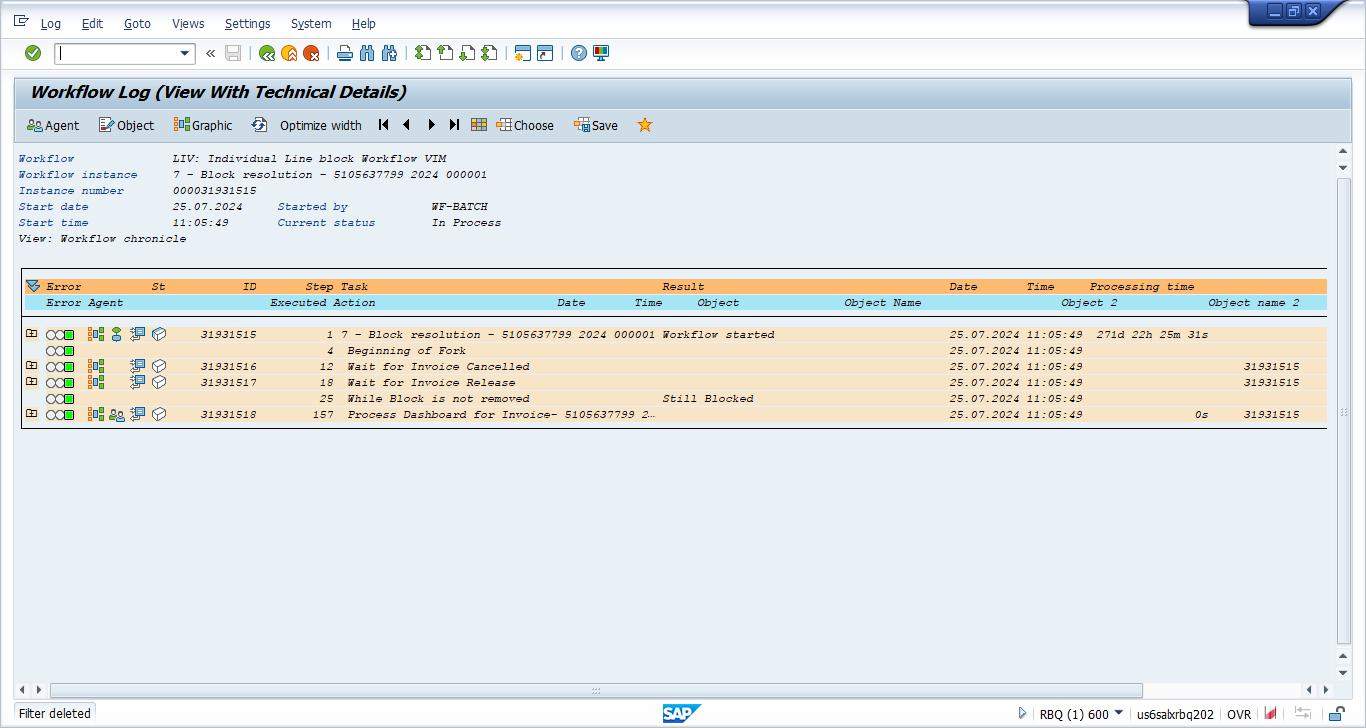 Log Edit Goto Views Settings System Help
Workflow Log (View With Technical Details)
Agent Object Graphic Optimize width Choose Save
Workflow LIV: Individual Line block Workflow VIM
Workflow instance 7 - Block resolution - 5105637799 2024 000001
Instance number 000031931515
Start date 25.07.2024 Started by WF-BATCH
Start time 11:05:49 Current status In Process
View: Workflow chronicle
Error St ID Step Task Result Date Time Processing time
Error Agent Executed Action Date Time Object Object Name Object 2 Object name 2
31931515 1 7 - Block resolution - 5105637799 2024 000001 Workflow started 25.07.2024 11:05:49 271d 22h 25m 31s
4 Beginning of Fork 25.07.2024 11:05:49
31931516 12 Wait for Invoice Cancelled 25.07.2024 11:05:49 31931515
31931517 18 Wait for Invoice Release 25.07.2024 11:05:49 31931515
25 While Block is not removed Still Blocked 25.07.2024 11:05:49
31931518 157 Process Dashboard for Invoice- 5105637799 2… 25.07.2024 11:05:49 0s 31931515
Filter deleted SAP RBQ (1) 600 us6salxrbq202 OVR